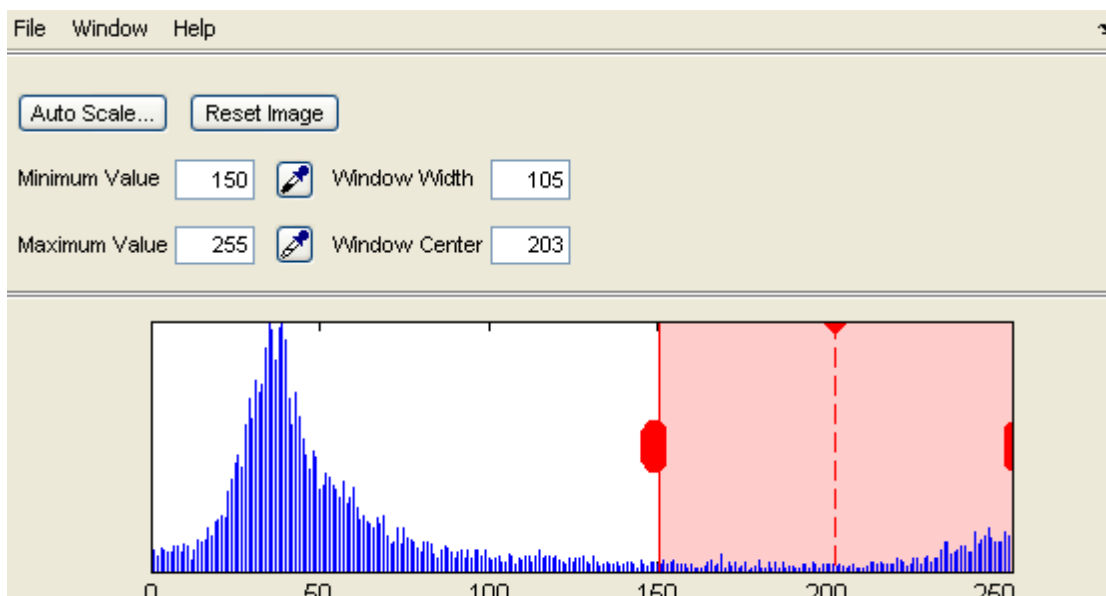 File Window Help
Auto Scale... Reset Image
Minimum Value 150 Window Width 105
Maximum Value 255 Window Center 203
0 50 100 150 200 250